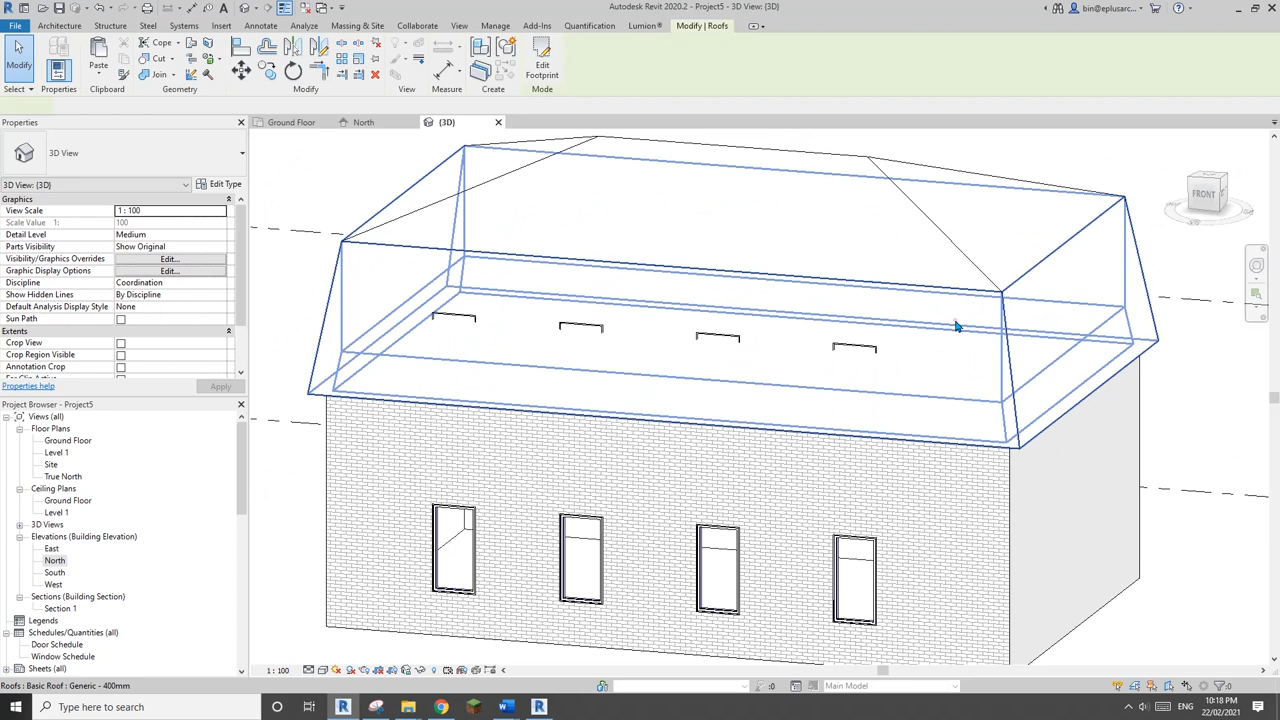 Autodesk Revit 2020.2 - Project5 - 3D View: {3D}
bin@eplusarc...
File Architecture Structure Steel Systems Insert Annotate Analyze Massing & Site Collaborate View Manage Add-Ins Quantification Lumion® Modify | Roofs
Modify
Paste
Cope
Cut
Join
Edit
Footprint
Select Properties Clipboard Geometry Modify View Measure Create Mode
Properties
Ground Floor North {3D}
3D View
3D View: {3D} Edit Type
Graphics
View Scale 1 : 100
Scale Value 1: 100
Detail Level Medium
Parts Visibility Show Original
Visibility/Graphics Overrides Edit...
Graphic Display Options Edit...
Discipline Coordination
Show Hidden Lines By Discipline
Default Analysis Display Style None
Sun Path
Extents
Crop View
Crop Region Visible
Annotation Crop
Properties help Apply
Project Browser - Project5
Views (all)
Floor Plans
Ground Floor
Level 1
Site
True North
Ceiling Plans
Ground Floor
Level 1
3D Views
Elevations (Building Elevation)
East
North
South
West
Sections (Building Section)
Section 1
Legends
Schedules/Quantities (all)
Door Schedule
Window Schedule
Sheets (all)
FRONT
1 : 100
Roofs : Basic Roof : Generic - 400mm
:0
Main Model
:0
Type here to search
ENG
10:18 PM
22/02/2021